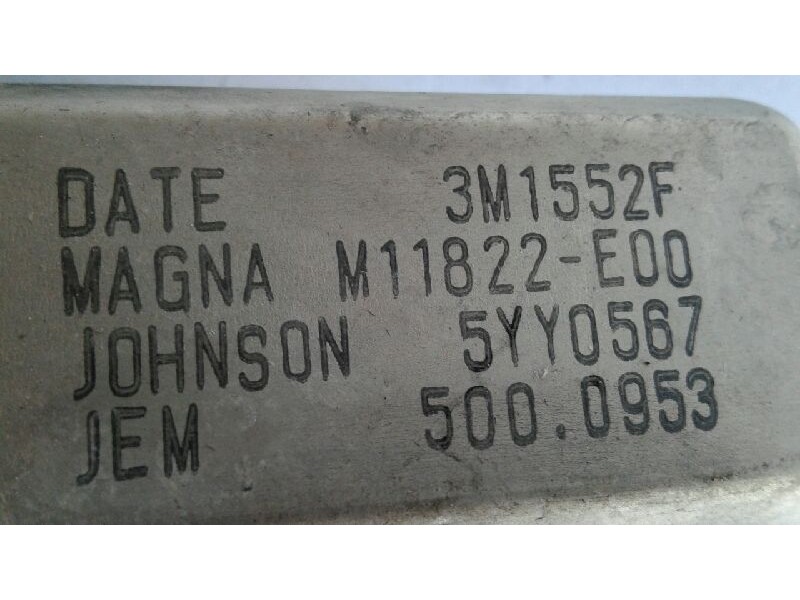 DATE 3M1552F
MAGNA M11822-E00
JOHNSON 5YY0567
JEM 500.0953